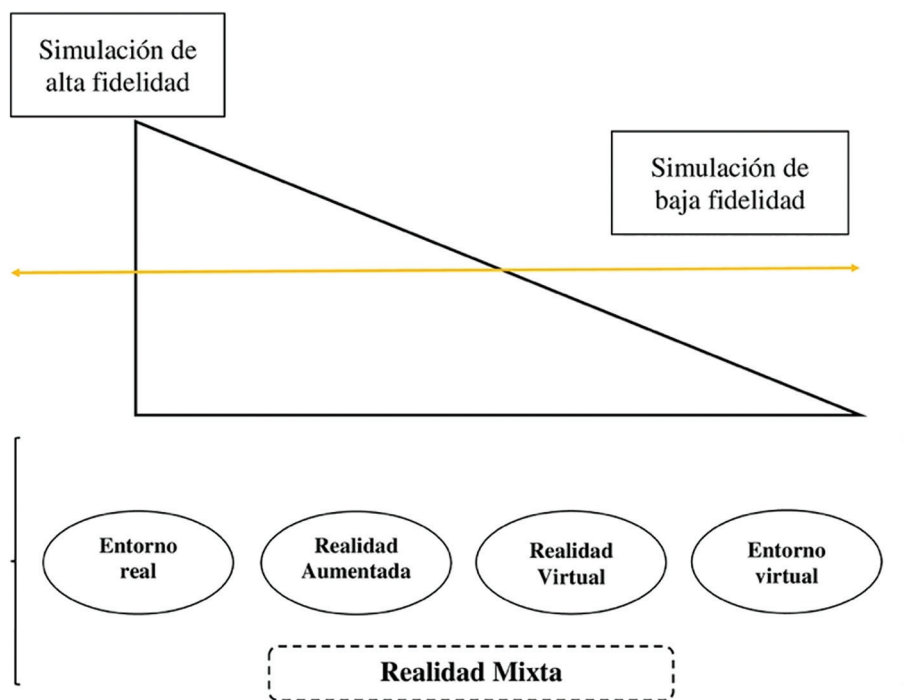 Simulación de
alta fidelidad
Simulación de
baja fidelidad
Entorno
real
Realidad
Aumentada
Realidad
Virtual
Entorno
virtual
Realidad Mixta